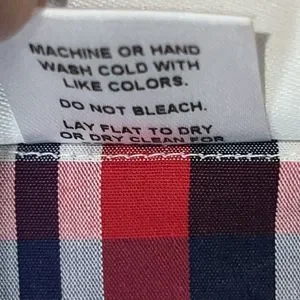 MACHINE OR HAND
WASH COLD WITH
LIKE COLORS.
DO NOT BLEACH.
LAY FLAT TO DRY
OR DRY CLEAN FOR